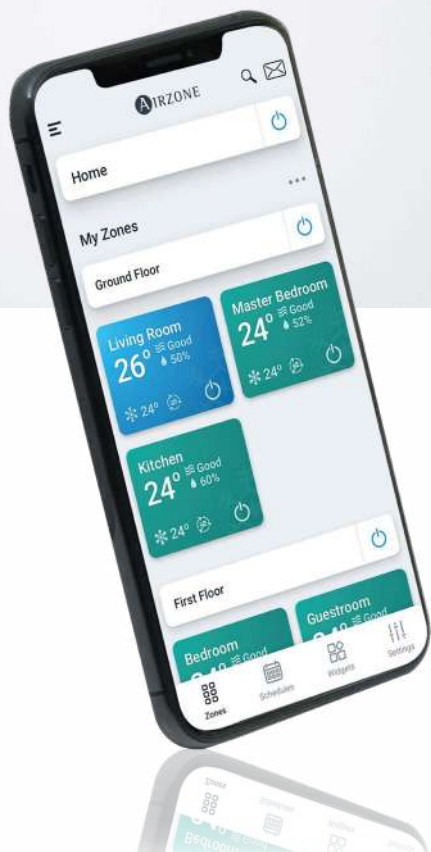 AIRZONE
Home
My Zones
Ground Floor
Living Room
26° Good
50%
24°
Master Bedroom
24° Good
52%
24°
Kitchen
24° Good
60%
24°
First Floor
Bedroom
Good
Guestroom
Good
Zones
Schedules
Widgets
Settings